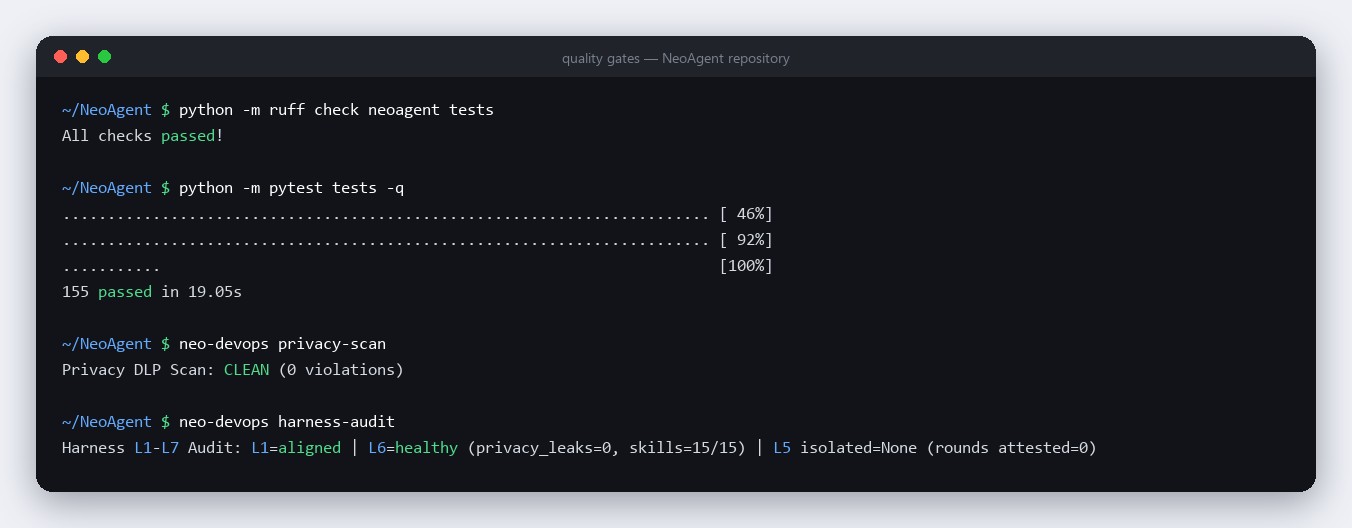 quality gates — NeoAgent repository
~/NeoAgent $ python -m ruff check neoagent tests
All checks passed!
~/NeoAgent $ python -m pytest tests -q
........................................................................ [ 46%]
........................................................................ [ 92%]
........... [100%]
155 passed in 19.05s
~/NeoAgent $ neo-devops privacy-scan
Privacy DLP Scan: CLEAN (0 violations)
~/NeoAgent $ neo-devops harness-audit
Harness L1-L7 Audit: L1=aligned | L6=healthy (privacy_leaks=0, skills=15/15) | L5 isolated=None (rounds attested=0)